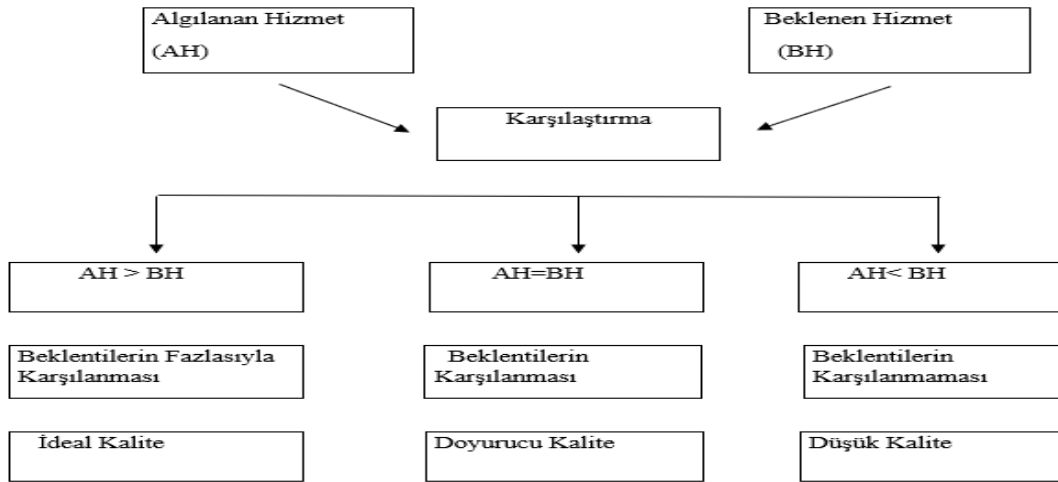 Algılanan Hizmet
(AH)
Beklenen Hizmet
(BH)
Karşılaştırma
AH > BH
AH=BH
AH< BH
Beklentilerin Fazlasıyla
Karşılanması
Beklentilerin
Karşılanması
Beklentilerin
Karşılanmaması
İdeal Kalite
Doyurucu Kalite
Düşük Kalite